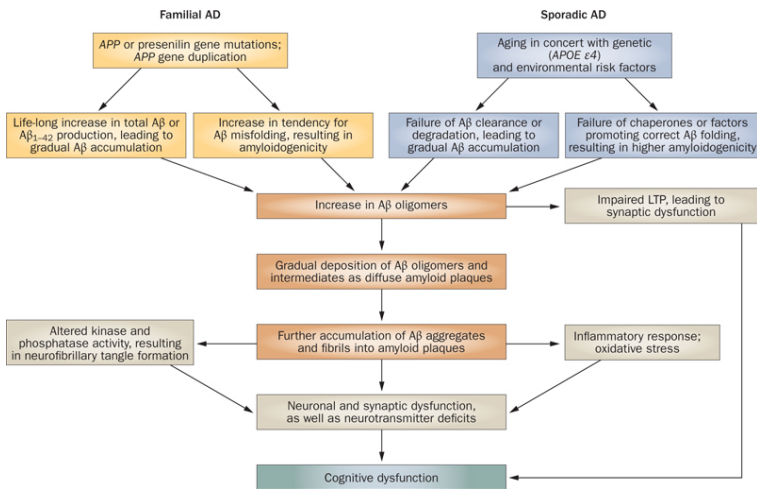 Familial AD
Sporadic AD
APP or presenilin gene mutations;
APP gene duplication
Aging in concert with genetic
(APOE ε4)
and environmental risk factors
Life-long increase in total Aβ or
Aβ1–42 production, leading to
gradual Aβ accumulation
Increase in tendency for
Aβ misfolding, resulting in
amyloidogenicity
Failure of Aβ clearance or
degradation, leading to
gradual Aβ accumulation
Failure of chaperones or factors
promoting correct Aβ folding,
resulting in higher amyloidogenicity
Increase in Aβ oligomers
Impaired LTP, leading to
synaptic dysfunction
Gradual deposition of Aβ oligomers and
intermediates as diffuse amyloid plaques
Altered kinase and
phosphatase activity, resulting
in neurofibrillary tangle formation
Further accumulation of Aβ aggregates
and fibrils into amyloid plaques
Inflammatory response;
oxidative stress
Neuronal and synaptic dysfunction,
as well as neurotransmitter deficits
Cognitive dysfunction